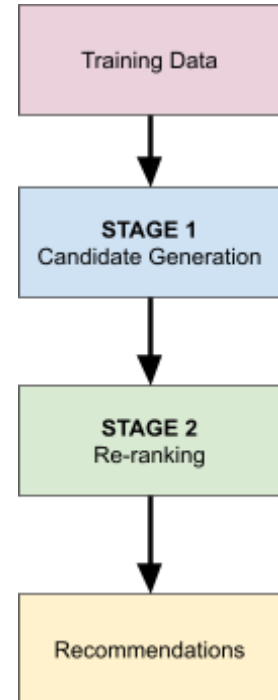 Training Data
STAGE 1
Candidate Generation
STAGE 2
Re-ranking
Recommendations